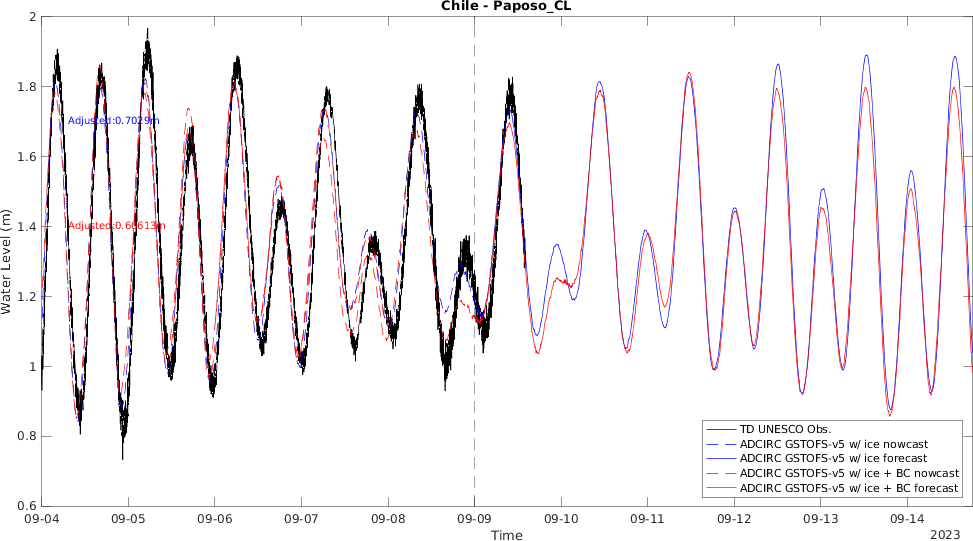 Chile - Paposo_CL
2
1.8
1.6
1.4
1.2
1
0.8
0.6
Water Level (m)
Adjusted:0.7029m
Adjusted:0.66613m
TD UNESCO Obs.
ADCIRC GSTOFS-v5 w/ ice nowcast
ADCIRC GSTOFS-v5 w/ ice forecast
ADCIRC GSTOFS-v5 w/ ice + BC nowcast
ADCIRC GSTOFS-v5 w/ ice + BC forecast
09-04 09-05 09-06 09-07 09-08 09-09 09-10 09-11 09-12 09-13 09-14
Time
2023